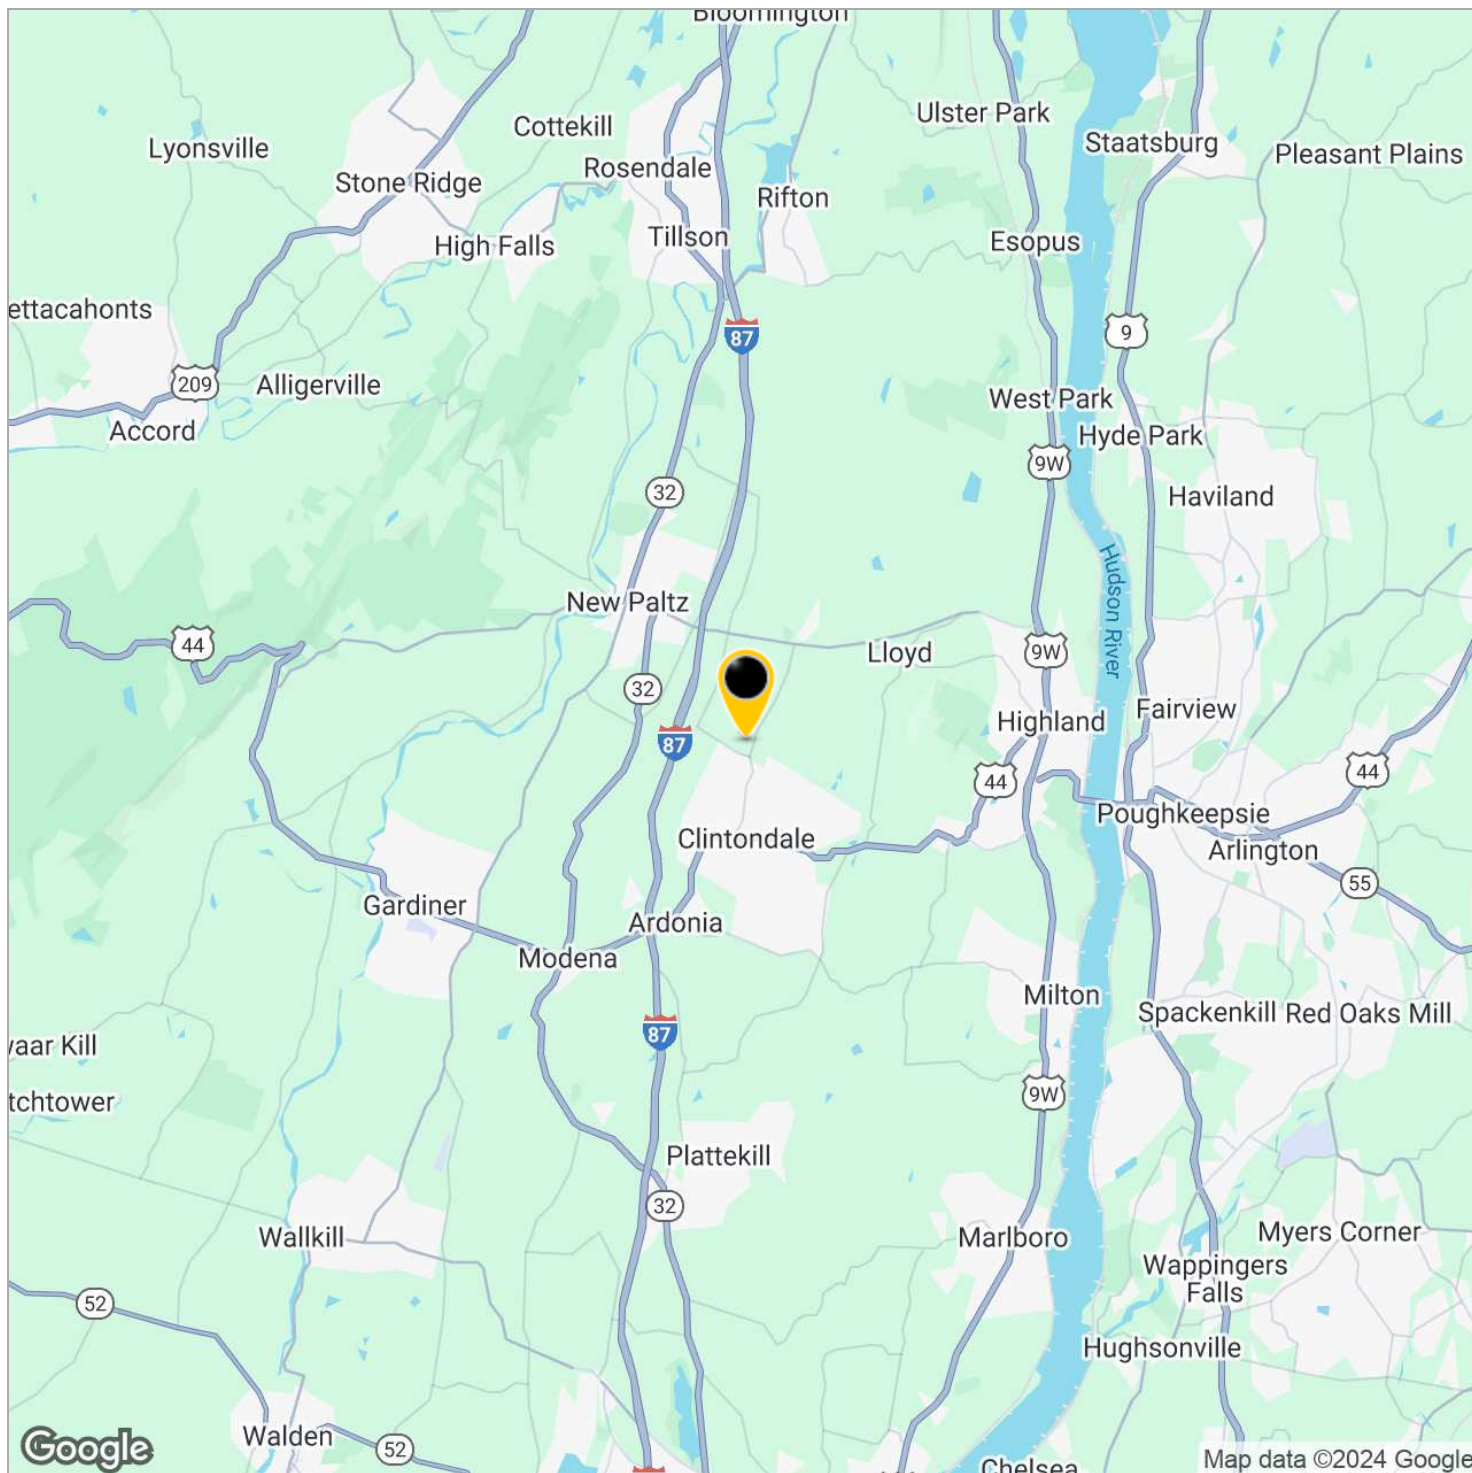 Bloomington
Ulster Park
Cottekill
Staatsburg
Lyonsville
Pleasant Plains
Rosendale
Stone Ridge
Rifton
Tillson
Esopus
High Falls
ettacahonts
87
9
209
Alligerville
West Park
Accord
Hyde Park
9W
32
Haviland
Hudson River
New Paltz
44
9W
Lloyd
32
Fairview
Highland
87
44
44
Poughkeepsie
Clintondale
Arlington
55
Gardiner
Ardonia
Modena
Milton
Spackenkill
Red Oaks Mill
87
vaar Kill
9W
tchtower
Plattekill
32
Myers Corner
Wallkill
Marlboro
Wappingers
Falls
52
Hughsonville
Walden
52
Google
Map data ©2024 Google
Chelsea